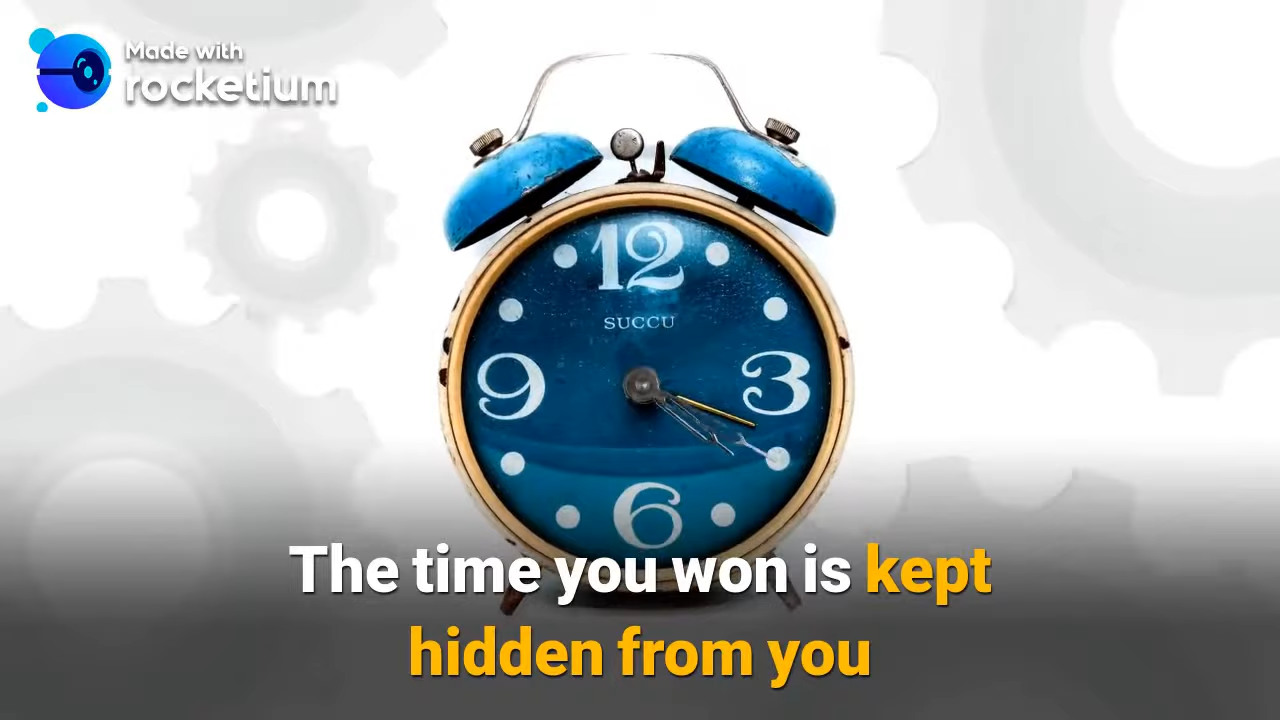 Made with
rocketium
12
SUCCU
9
3
6
The time you won is kept
hidden from you